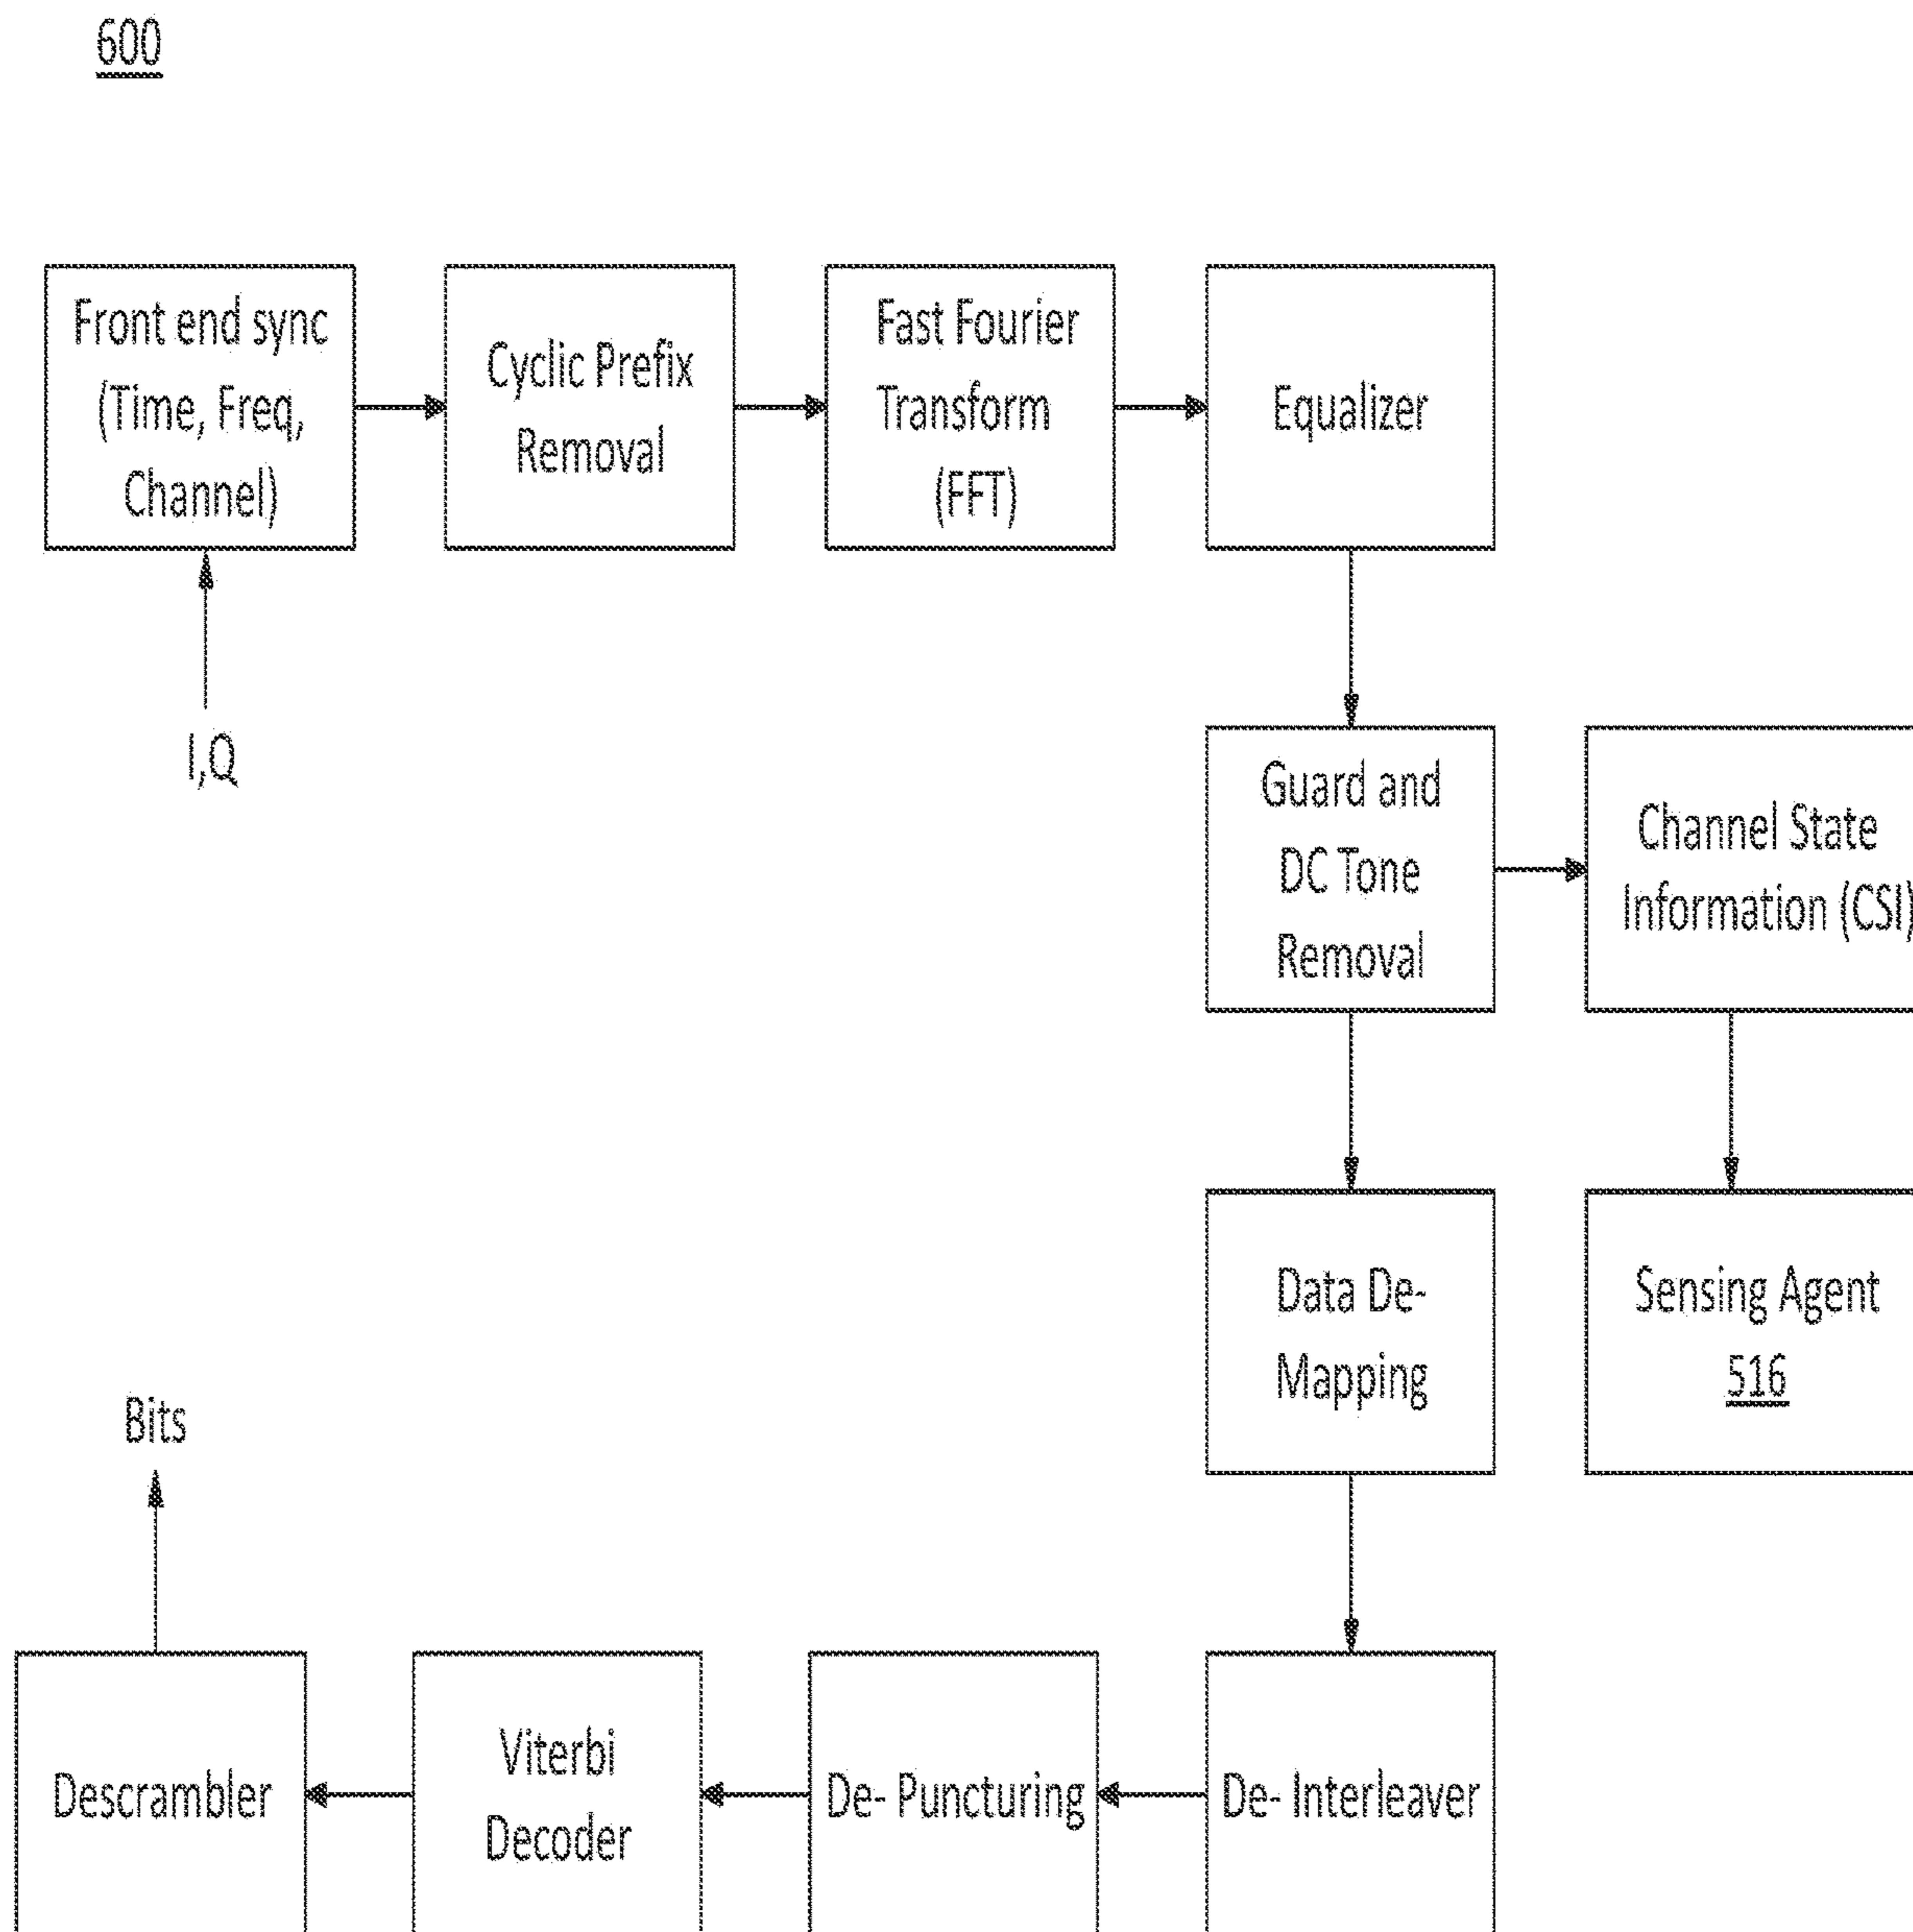 600
Front end sync
(Time, Freq,
Channel)
Cyclic Prefix
Removal
Fast Fourier
Transform
(FFT)
Equalizer
I,Q
Guard and
DC Tone
Removal
Channel State
Information (CSI)
Data De-
Mapping
Sensing Agent
516
Bits
Descrambler
Viterbi
Decoder
De- Puncturing
De- Interleaver